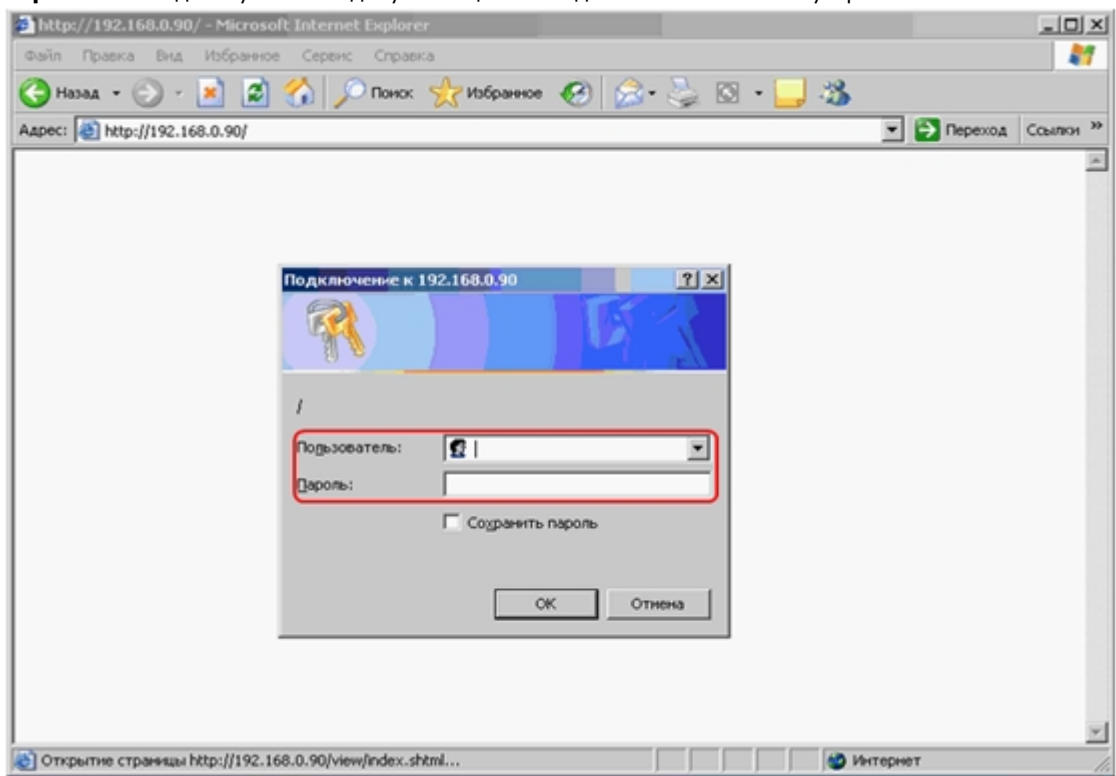 http://192.168.0.90/ - Microsoft Internet Explorer
Файл Правка Вид Избранное Сервис Справка
Назад Поиск Избранное
Адрес: http://192.168.0.90/ Переход Ссылки »
Подключение к 192.168.0.90
/
Пользователь:
Пароль:
Сохранить пароль
OK Отмена
Открытие страницы http://192.168.0.90/view/index.shtml... Интернет